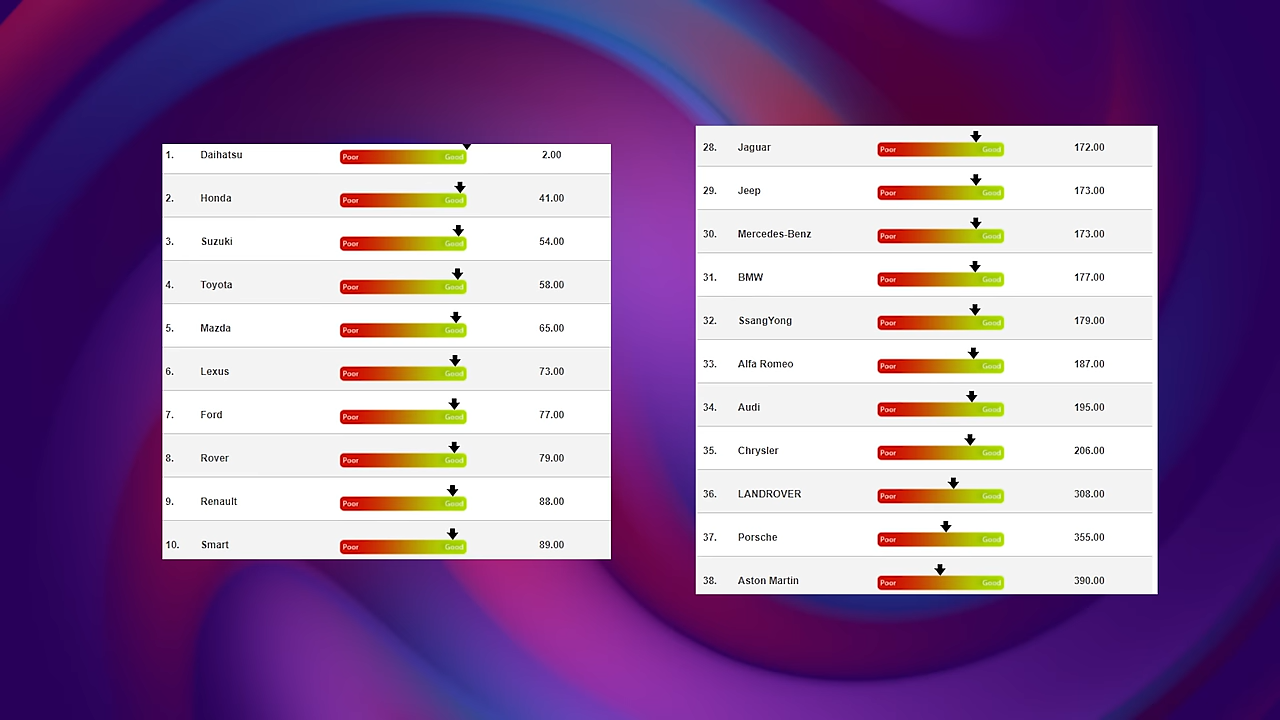 1. Daihatsu Poor Good 2.00
2. Honda Poor Good 41.00
3. Suzuki Poor Good 54.00
4. Toyota Poor Good 58.00
5. Mazda Poor Good 65.00
6. Lexus Poor Good 73.00
7. Ford Poor Good 77.00
8. Rover Poor Good 79.00
9. Renault Poor Good 88.00
10. Smart Poor Good 89.00
28. Jaguar Poor Good 172.00
29. Jeep Poor Good 173.00
30. Mercedes-Benz Poor Good 173.00
31. BMW Poor Good 177.00
32. SsangYong Poor Good 179.00
33. Alfa Romeo Poor Good 187.00
34. Audi Poor Good 195.00
35. Chrysler Poor Good 206.00
36. LANDROVER Poor Good 308.00
37. Porsche Poor Good 355.00
38. Aston Martin Poor Good 390.00